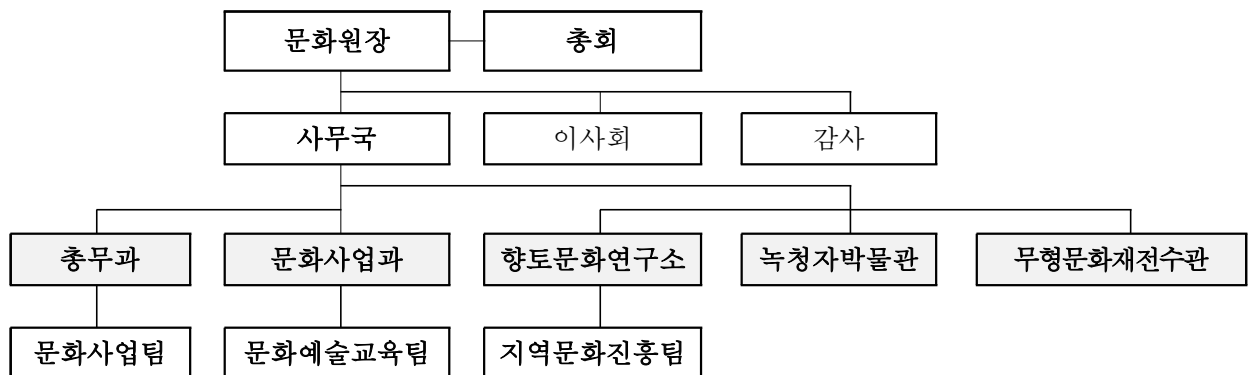 문화원장
총회
사무국
이사회
감사
총무과
문화사업과
향토문화연구소
녹청자박물관
무형문화재전수관
문화사업팀
문화예술교육팀
지역문화진흥팀